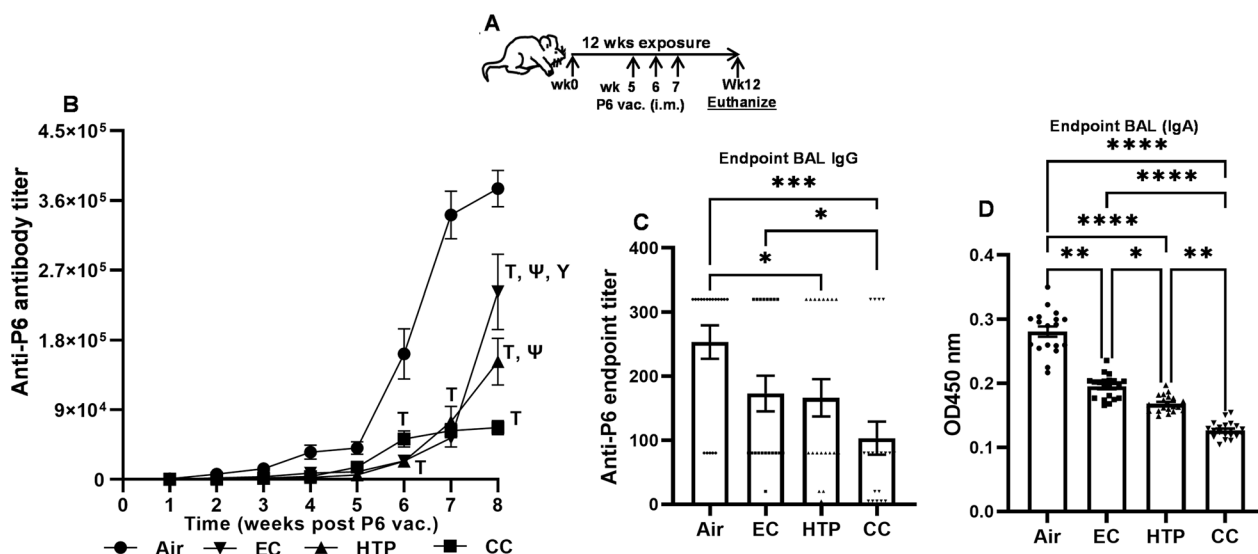 A
12 wks exposure
wk0
wk 5 6 7
Wk12
P6 vac. (i.m.)
Euthanize
B
Anti-P6 antibody titer
4.5×10⁵
3.6×10⁵
2.7×10⁵
1.8×10⁵
9×10⁴
0
T, Ψ, Y
T, Ψ
T
T
T
T
0 1 2 3 4 5 6 7 8
Time (weeks post P6 vac.)
Air EC HTP CC
C
Endpoint BAL IgG
***
*
*
Anti-P6 endpoint titer
400
300
200
100
0
Air EC HTP CC
D
Endpoint BAL (IgA)
****
****
****
** * **
OD450 nm
0.4
0.3
0.2
0.1
0.0
Air EC HTP CC